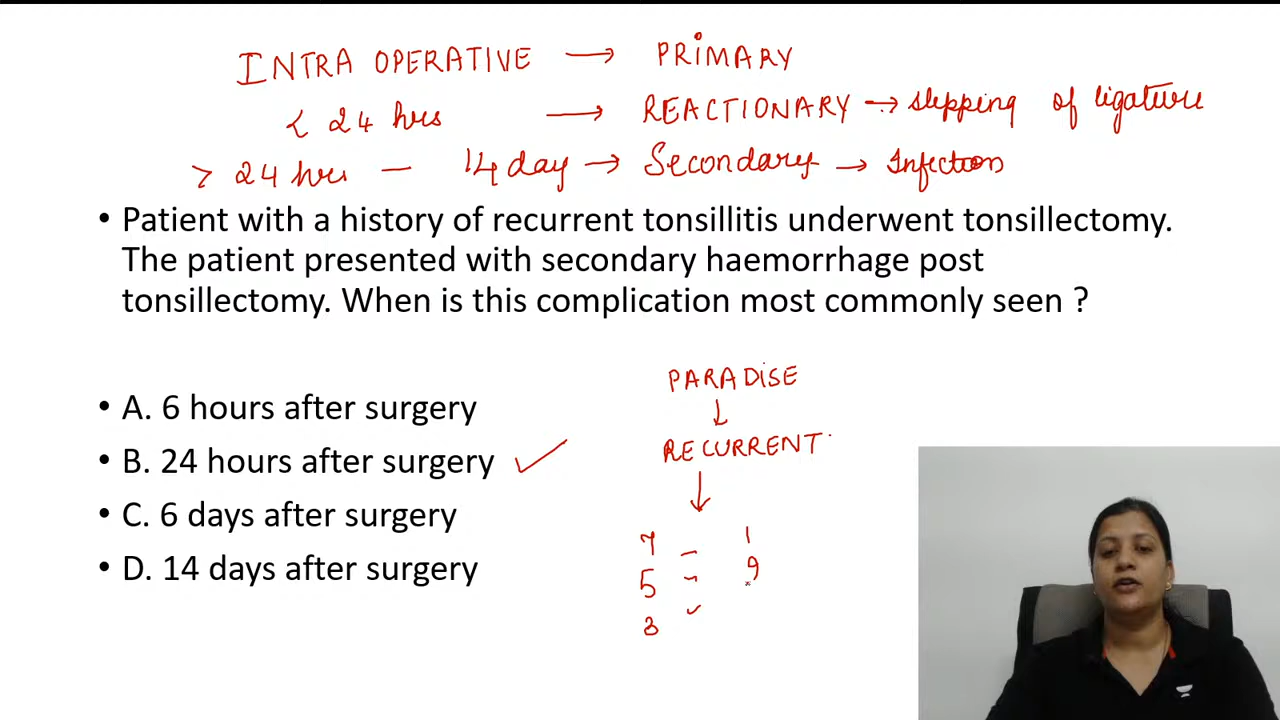 INTRA OPERATIVE → PRIMARY
< 24 hrs → REACTIONARY → slipping of ligature
> 24 hrs – 14 day → Secondary → Infection
• Patient with a history of recurrent tonsillitis underwent tonsillectomy.
The patient presented with secondary haemorrhage post
tonsillectomy. When is this complication most commonly seen ?
PARADISE
↓
• A. 6 hours after surgery
RECURRENT
• B. 24 hours after surgery ✓
↓
• C. 6 days after surgery
7 – 1
• D. 14 days after surgery
5 – 2
3